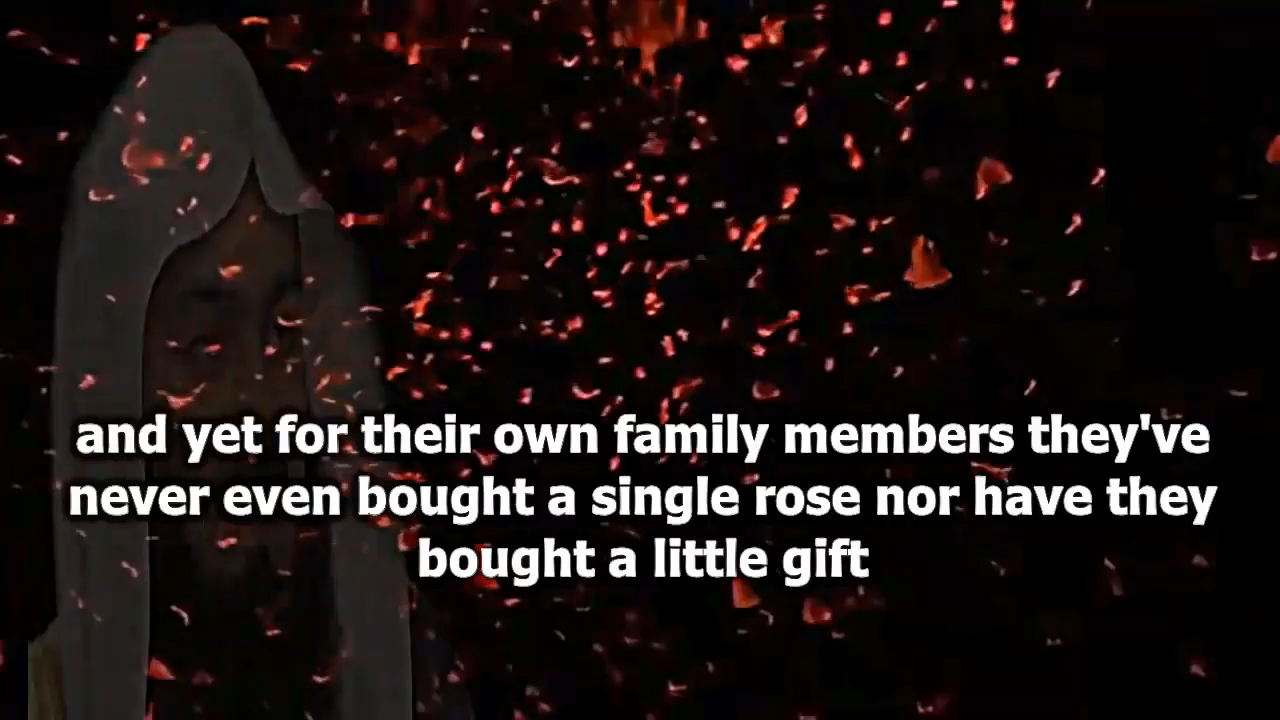 and yet for their own family members they've
never even bought a single rose nor have they
bought a little gift